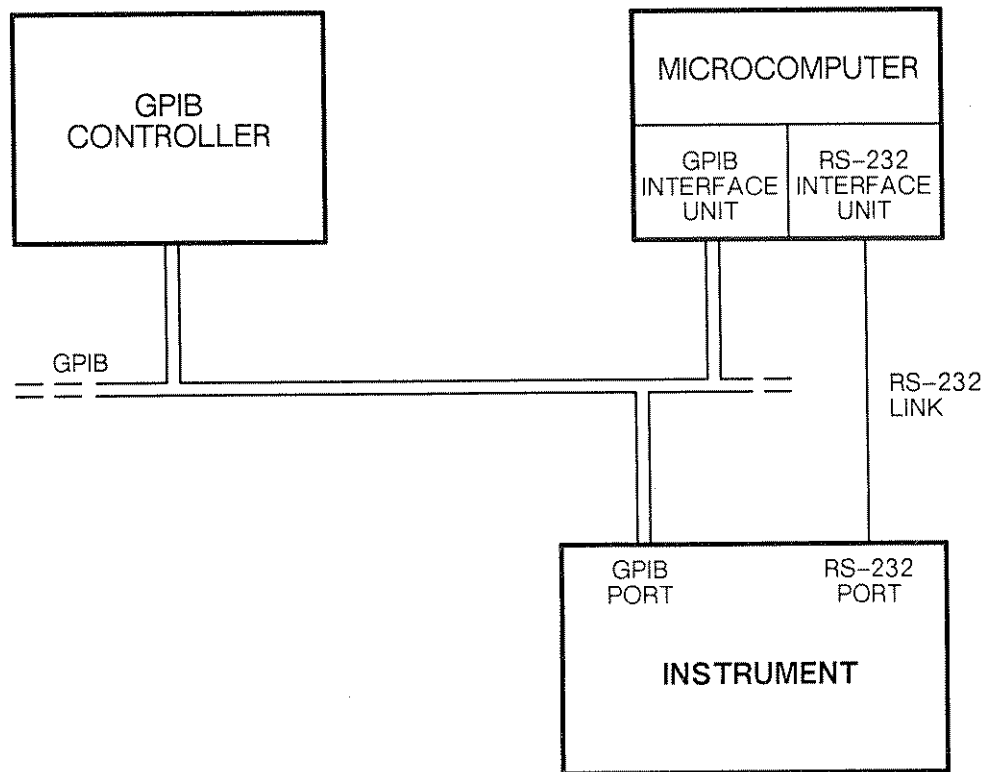 GPIB
CONTROLLER
MICROCOMPUTER
GPIB
INTERFACE
UNIT
RS-232
INTERFACE
UNIT
GPIB
RS-232
LINK
GPIB
PORT
RS-232
PORT
INSTRUMENT